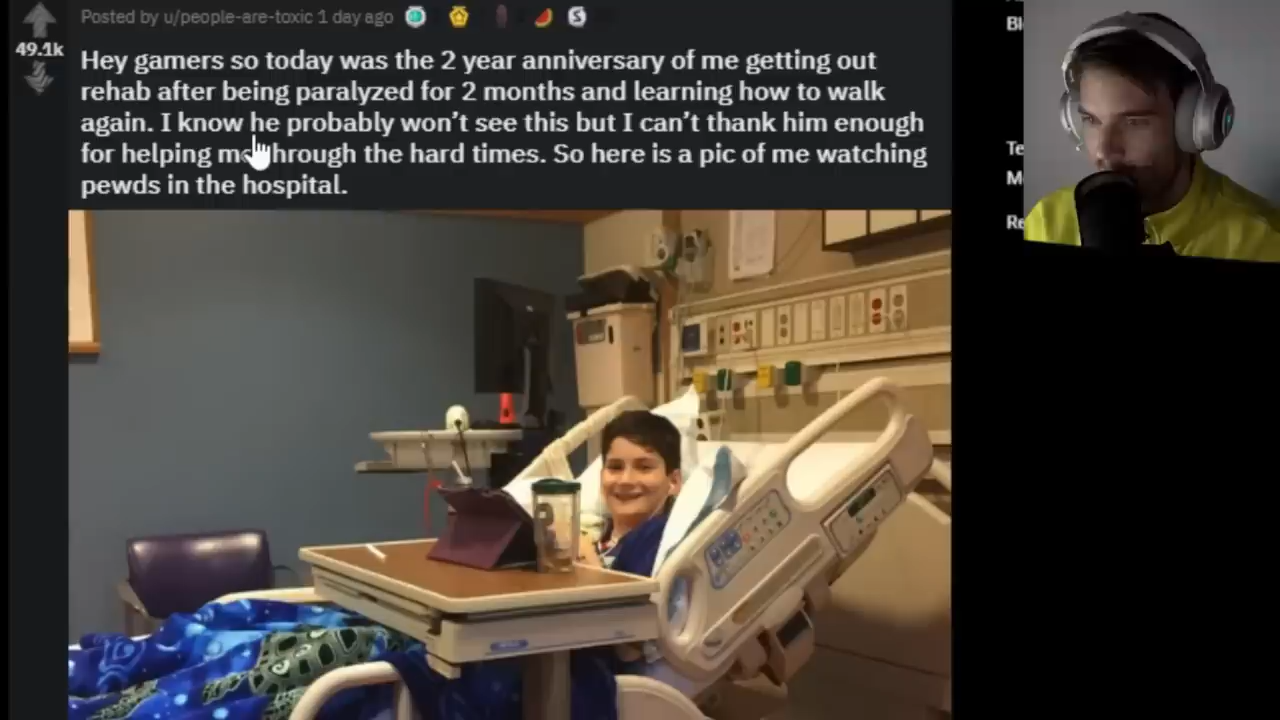 Posted by u/people-are-toxic 1 day ago
49.1k
Hey gamers so today was the 2 year anniversary of me getting out
rehab after being paralyzed for 2 months and learning how to walk
again. I know he probably won't see this but I can't thank him enough
for helping me through the hard times. So here is a pic of me watching
pewds in the hospital.
Bl
Te
M
Re